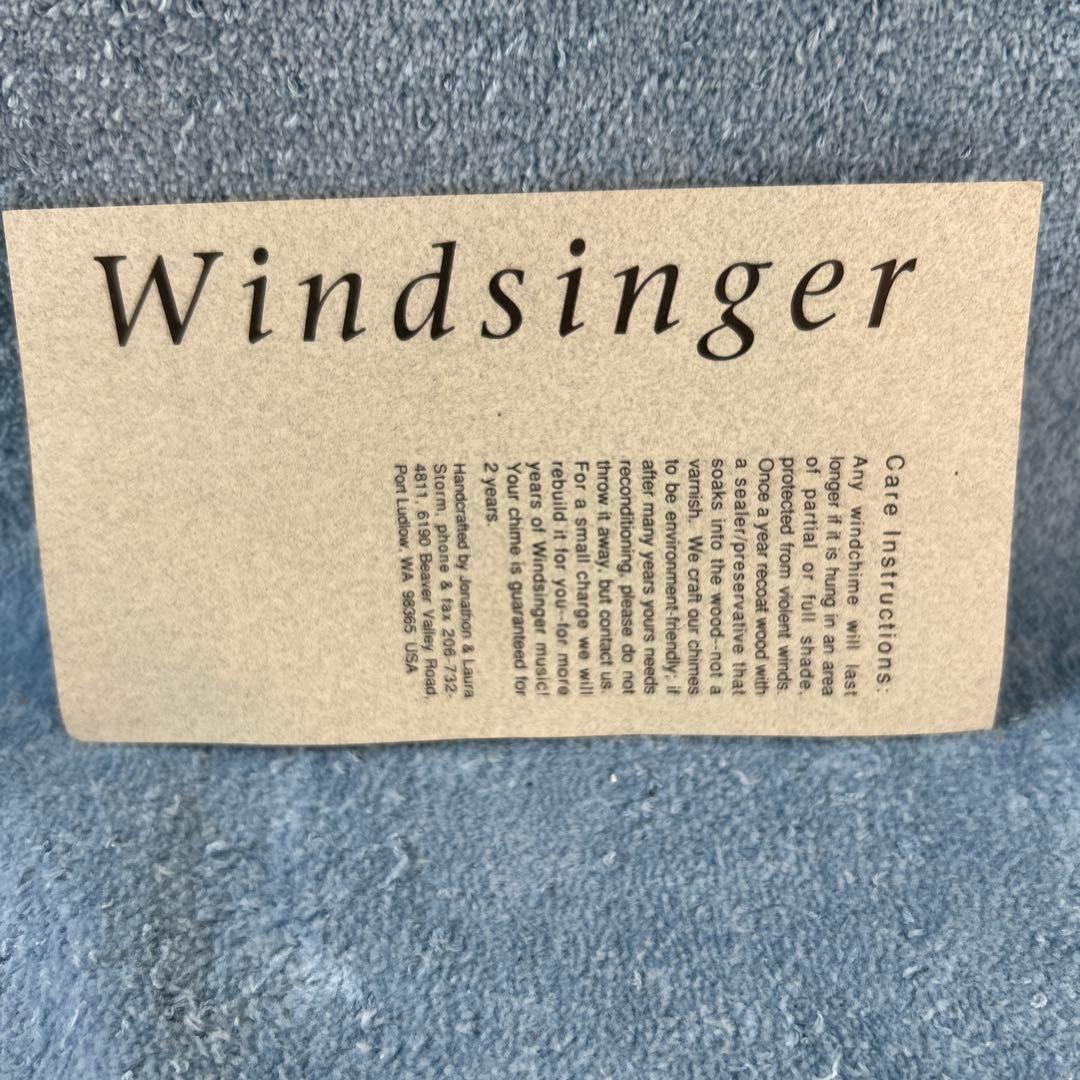 Windsinger
Care Instructions:
Any windchime will last
longer if it is hung in an area
of partial or full shade,
protected from violent winds.
Once a year recoat wood with
a sealer/preservative that
soaks into the wood--not a
varnish. We craft our chimes
to be environment-friendly; if
after many years yours needs
reconditioning, please do not
throw it away, but contact us.
For a small charge we will
rebuild it for you--for more
years of Windsinger music!
Your chime is guaranteed for
2 years.
Handcrafted by Jonathon & Laura
Storm, phone & fax 206-732-
4811, 6190 Beaver Valley Road,
Port Ludlow, WA 98365 USA